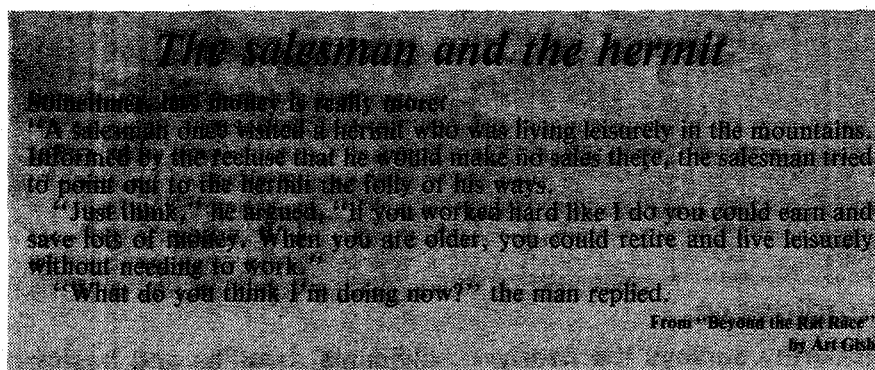 The salesman and the hermit
Sometimes, less money is really more!
"A salesman once visited a hermit who was living leisurely in the mountains.
Informed by the recluse that he would make no sales there, the salesman tried
to point out to the hermit the folly of his ways.
"Just think," he argued, "if you worked hard like I do you could earn and
save lots of money. When you are older, you could retire and live leisurely
without needing to work."
"What do you think I'm doing now?" the man replied.
From "Beyond the Rat Race"
by Art Gish